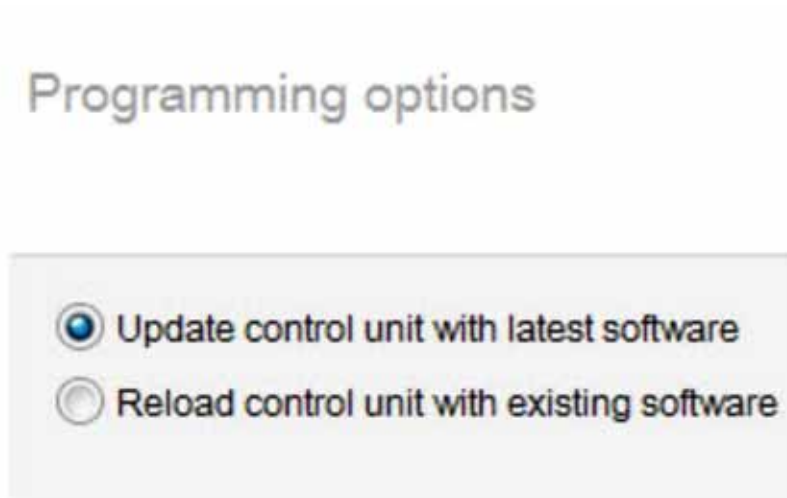 Programming options
Update control unit with latest software
Reload control unit with existing software